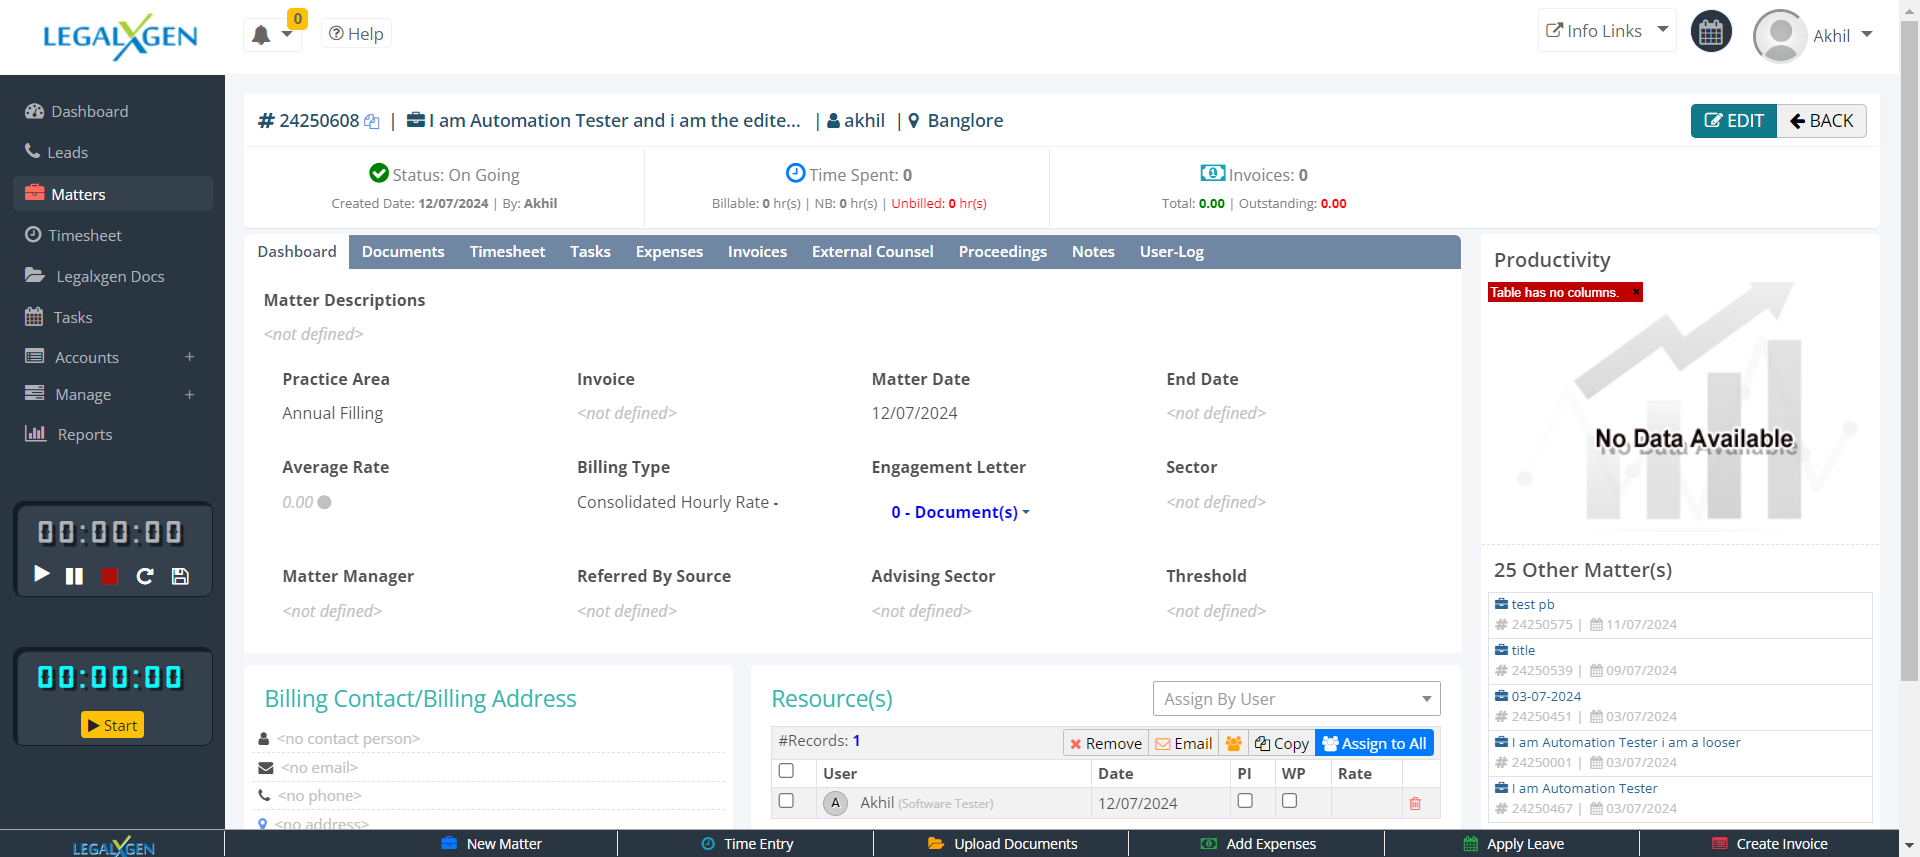 LEGALXGEN
0
Help
Info Links
Akhil
Dashboard
Leads
Matters
Timesheet
Legalxgen Docs
Tasks
Accounts +
Manage +
Reports
00:00:00
00:00:00
Start
# 24250608 | I am Automation Tester and i am the edite... | akhil | Banglore
EDIT
BACK
Status: On Going
Created Date: 12/07/2024 | By: Akhil
Time Spent: 0
Billable: 0 hr(s) | NB: 0 hr(s) | Unbilled: 0 hr(s)
Invoices: 0
Total: 0.00 | Outstanding: 0.00
Dashboard Documents Timesheet Tasks Expenses Invoices External Counsel Proceedings Notes User-Log
Matter Descriptions
<not defined>
Practice Area Invoice Matter Date End Date
Annual Filling <not defined> 12/07/2024 <not defined>
Average Rate Billing Type Engagement Letter Sector
0.00 Consolidated Hourly Rate - 0 - Document(s) <not defined>
Matter Manager Referred By Source Advising Sector Threshold
<not defined> <not defined> <not defined> <not defined>
Billing Contact/Billing Address
<no contact person>
<no email>
<no phone>
<no address>
Resource(s)
Assign By User
#Records: 1
Remove Email Copy Assign to All
User Date PI WP Rate
A Akhil (Software Tester) 12/07/2024
Productivity
Table has no columns. ×
No Data Available
25 Other Matter(s)
test pb
# 24250575 | 11/07/2024
title
# 24250539 | 09/07/2024
03-07-2024
# 24250451 | 03/07/2024
I am Automation Tester i am a looser
# 24250001 | 03/07/2024
I am Automation Tester
# 24250467 | 03/07/2024
LEGALXGEN
New Matter
Time Entry
Upload Documents
Add Expenses
Apply Leave
Create Invoice